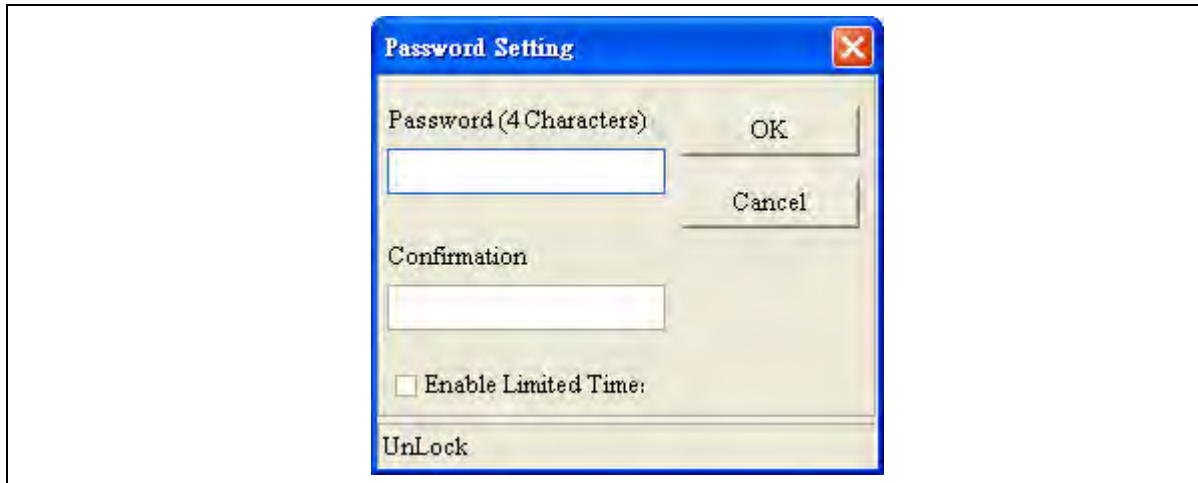 Password Setting
Password (4 Characters)
OK
Cancel
Confirmation
Enable Limited Time:
UnLock